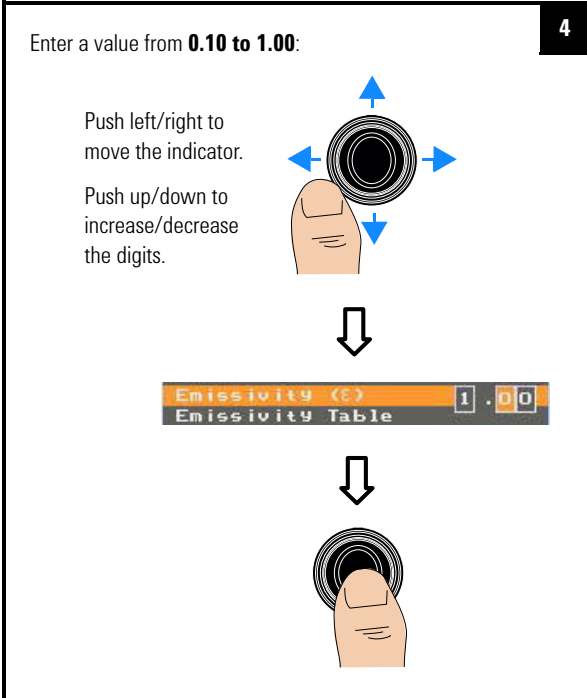 4
Enter a value from 0.10 to 1.00:
Push left/right to
move the indicator.
Push up/down to
increase/decrease
the digits.
Emissivity (ε) 1.00
Emissivity Table